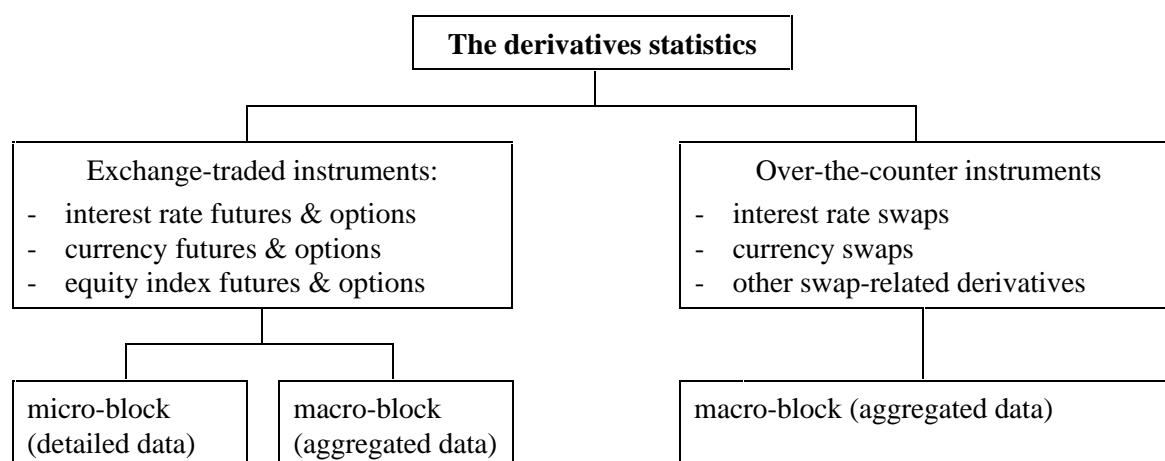 The derivatives statistics
Exchange-traded instruments:
- interest rate futures & options
- currency futures & options
- equity index futures & options
Over-the-counter instruments
- interest rate swaps
- currency swaps
- other swap-related derivatives
micro-block
(detailed data)
macro-block
(aggregated data)
macro-block (aggregated data)